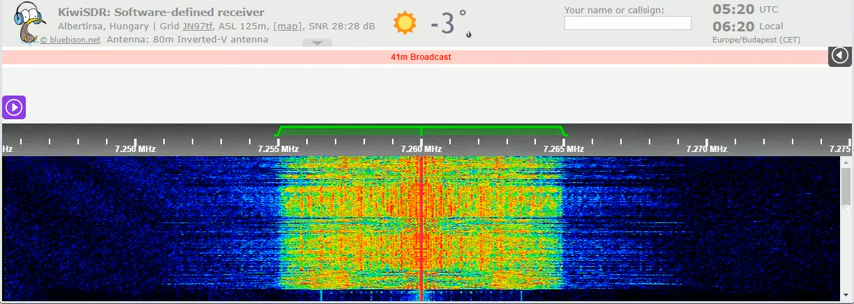 KiwiSDR: Software-defined receiver
Albertirsa, Hungary | Grid JN97tf, ASL 125m, [map], SNR 28:28 dB
© bluebison.net Antenna: 80m Inverted-V antenna
-3°
Your name or callsign:
05:20 UTC
06:20 Local
Europe/Budapest (CET)
41m Broadcast
Hz 7.250 MHz 7.255 MHz 7.260 MHz 7.265 MHz 7.270 MHz 7.275